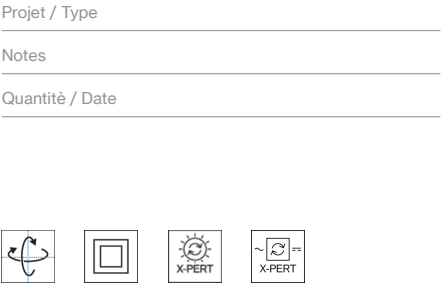 Projet / Type
Notes
Quantitè / Date
X-PERT
X-PERT